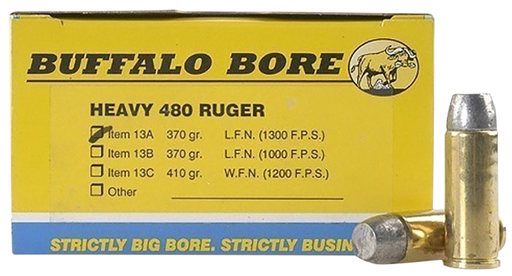 BUFFALO BORE
HEAVY 480 RUGER
Item 13A 370 gr. L.F.N. (1300 F.P.S.)
Item 13B 370 gr. L.F.N. (1000 F.P.S.)
Item 13C 410 gr. W.F.N. (1200 F.P.S.)
Other
STRICTLY BIG BORE. STRICTLY BUSIN